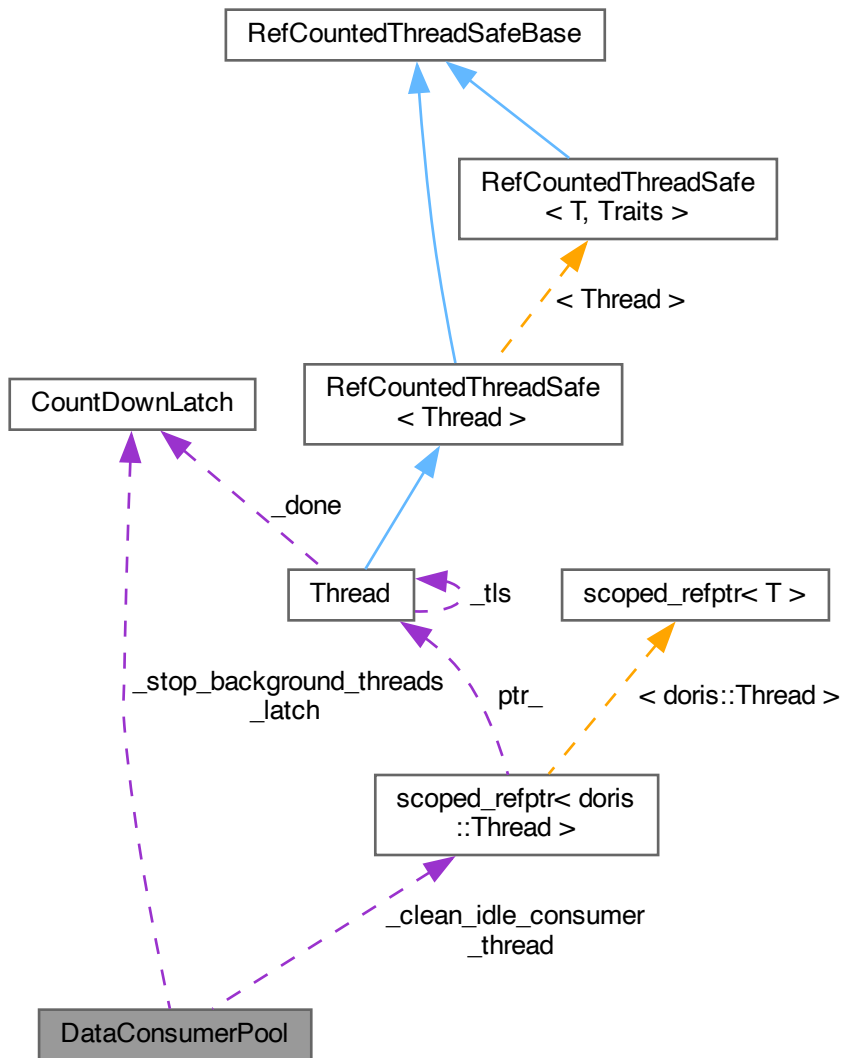 RefCountedThreadSafeBase
RefCountedThreadSafe
< T, Traits >
< Thread >
RefCountedThreadSafe
< Thread >
CountDownLatch
_done
Thread
_tls
scoped_refptr< T >
_stop_background_threads
_latch
ptr_
< doris::Thread >
scoped_refptr< doris
::Thread >
_clean_idle_consumer
_thread
DataConsumerPool